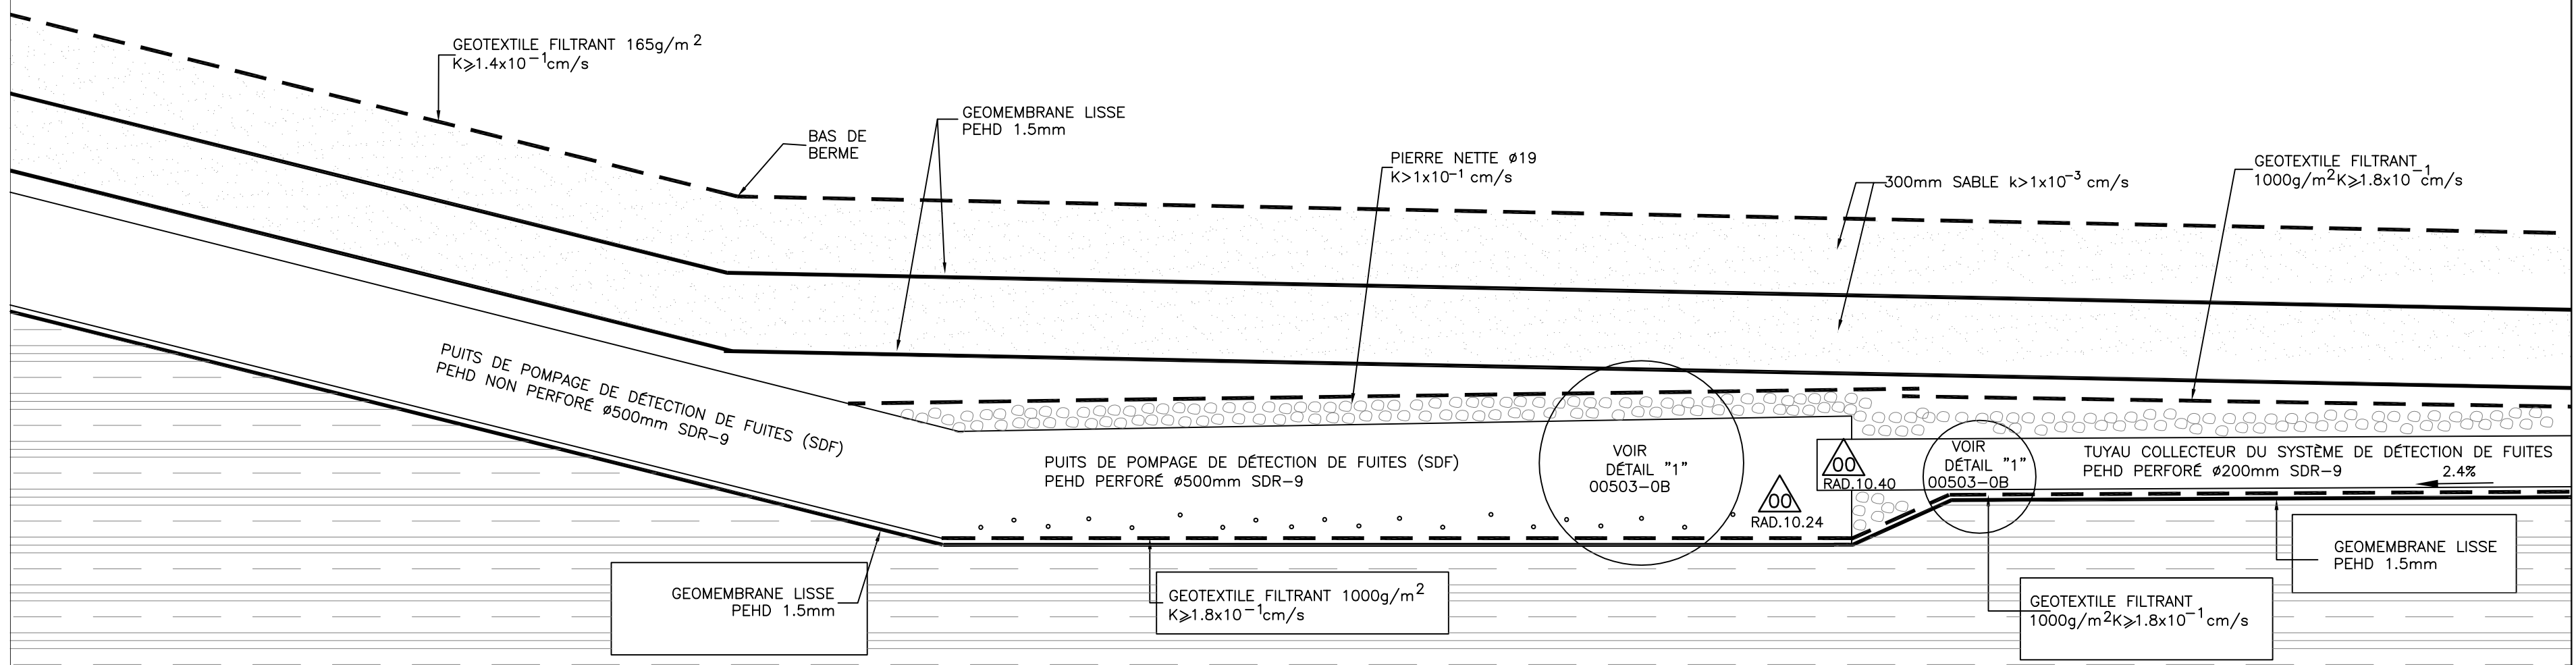 GEOTEXTILE FILTRANT 165g/m²
K⩾1.4x10⁻¹cm/s
GEOMEMBRANE LISSE
PEHD 1.5mm
BAS DE
BERME
PIERRE NETTE ø19
K>1x10⁻¹ cm/s
300mm SABLE k>1x10⁻³ cm/s
GEOTEXTILE FILTRANT
1000g/m²K⩾1.8x10⁻¹cm/s
PUITS DE POMPAGE DE DÉTECTION DE FUITES (SDF)
PEHD NON PERFORÉ ø500mm SDR-9
PUITS DE POMPAGE DE DÉTECTION DE FUITES (SDF)
PEHD PERFORÉ ø500mm SDR-9
VOIR
DÉTAIL "1"
00503-0B
00
RAD.10.24
00
RAD.10.40
VOIR
DÉTAIL "1"
00503-0B
TUYAU COLLECTEUR DU SYSTÈME DE DÉTECTION DE FUITES
PEHD PERFORÉ ø200mm SDR-9
2.4%
GEOMEMBRANE LISSE
PEHD 1.5mm
GEOTEXTILE FILTRANT 1000g/m²
K⩾1.8x10⁻¹cm/s
GEOTEXTILE FILTRANT
1000g/m²K⩾1.8x10⁻¹cm/s
GEOMEMBRANE LISSE
PEHD 1.5mm